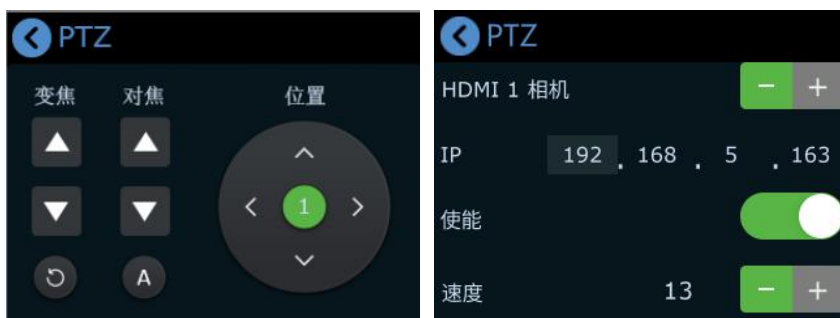 PTZ
变焦 对焦 位置
1
A
PTZ
HDMI 1 相机 − +
IP 192 . 168 . 5 . 163
使能
速度 13 − +